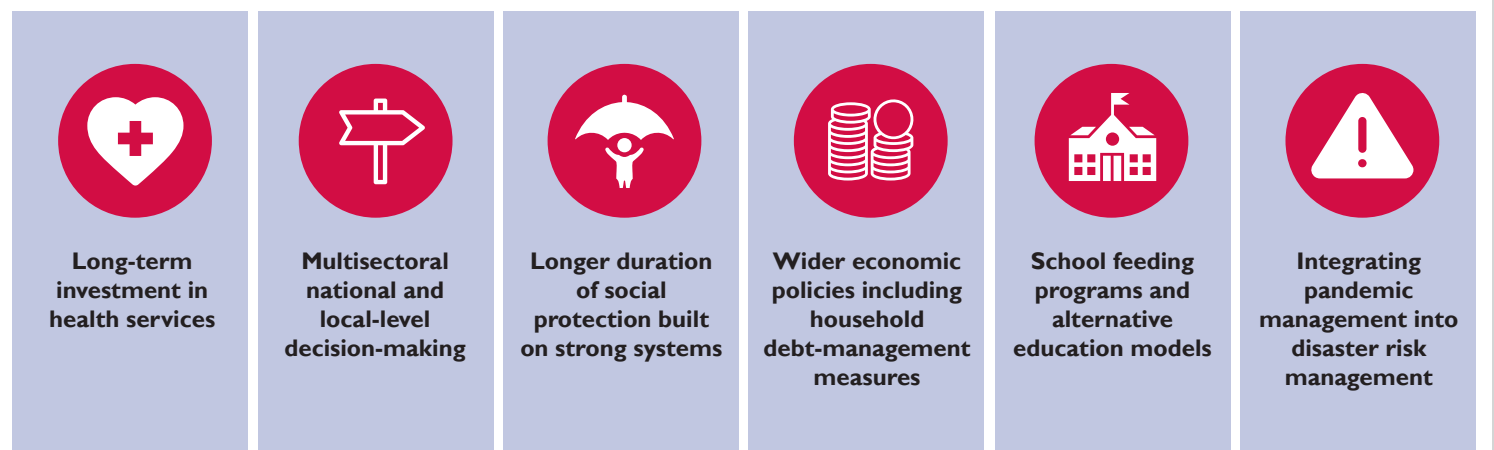 Long-term
investment in
health services
Multisectoral
national and
local-level
decision-making
Longer duration
of social
protection built
on strong systems
Wider economic
policies including
household
debt-management
measures
School feeding
programs and
alternative
education models
Integrating
pandemic
management into
disaster risk
management